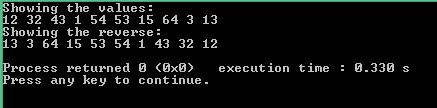 Showing the values:
12 32 43 1 54 53 15 64 3 13
Showing the reverse:
13 3 64 15 53 54 1 43 32 12
Process returned 0 (0x0)   execution time : 0.330 s
Press any key to continue.